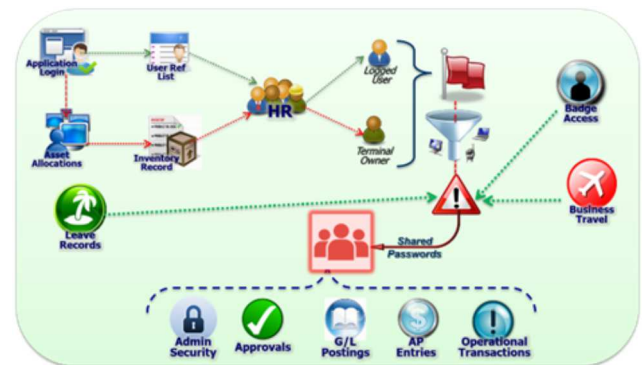 Application
Login
User Ref
List
Logged
User
HR
Badge
Access
Asset
Allocations
Inventory
Record
Terminal
Owner
Leave
Records
Business
Travel
Shared
Passwords
Admin
Security
Approvals
G/L
Postings
AP
Entries
Operational
Transactions